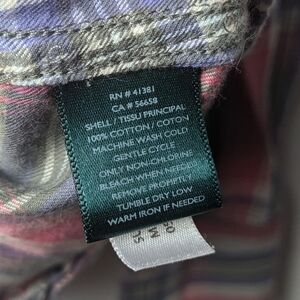 RN # 41381
CA # 56658
SHELL / TISSU PRINCIPAL
100% COTTON / COTON
MACHINE WASH COLD
GENTLE CYCLE
ONLY NON-CHLORINE
BLEACH WHEN NEEDED
REMOVE PROMPTLY
TUMBLE DRY LOW
WARM IRON IF NEEDED